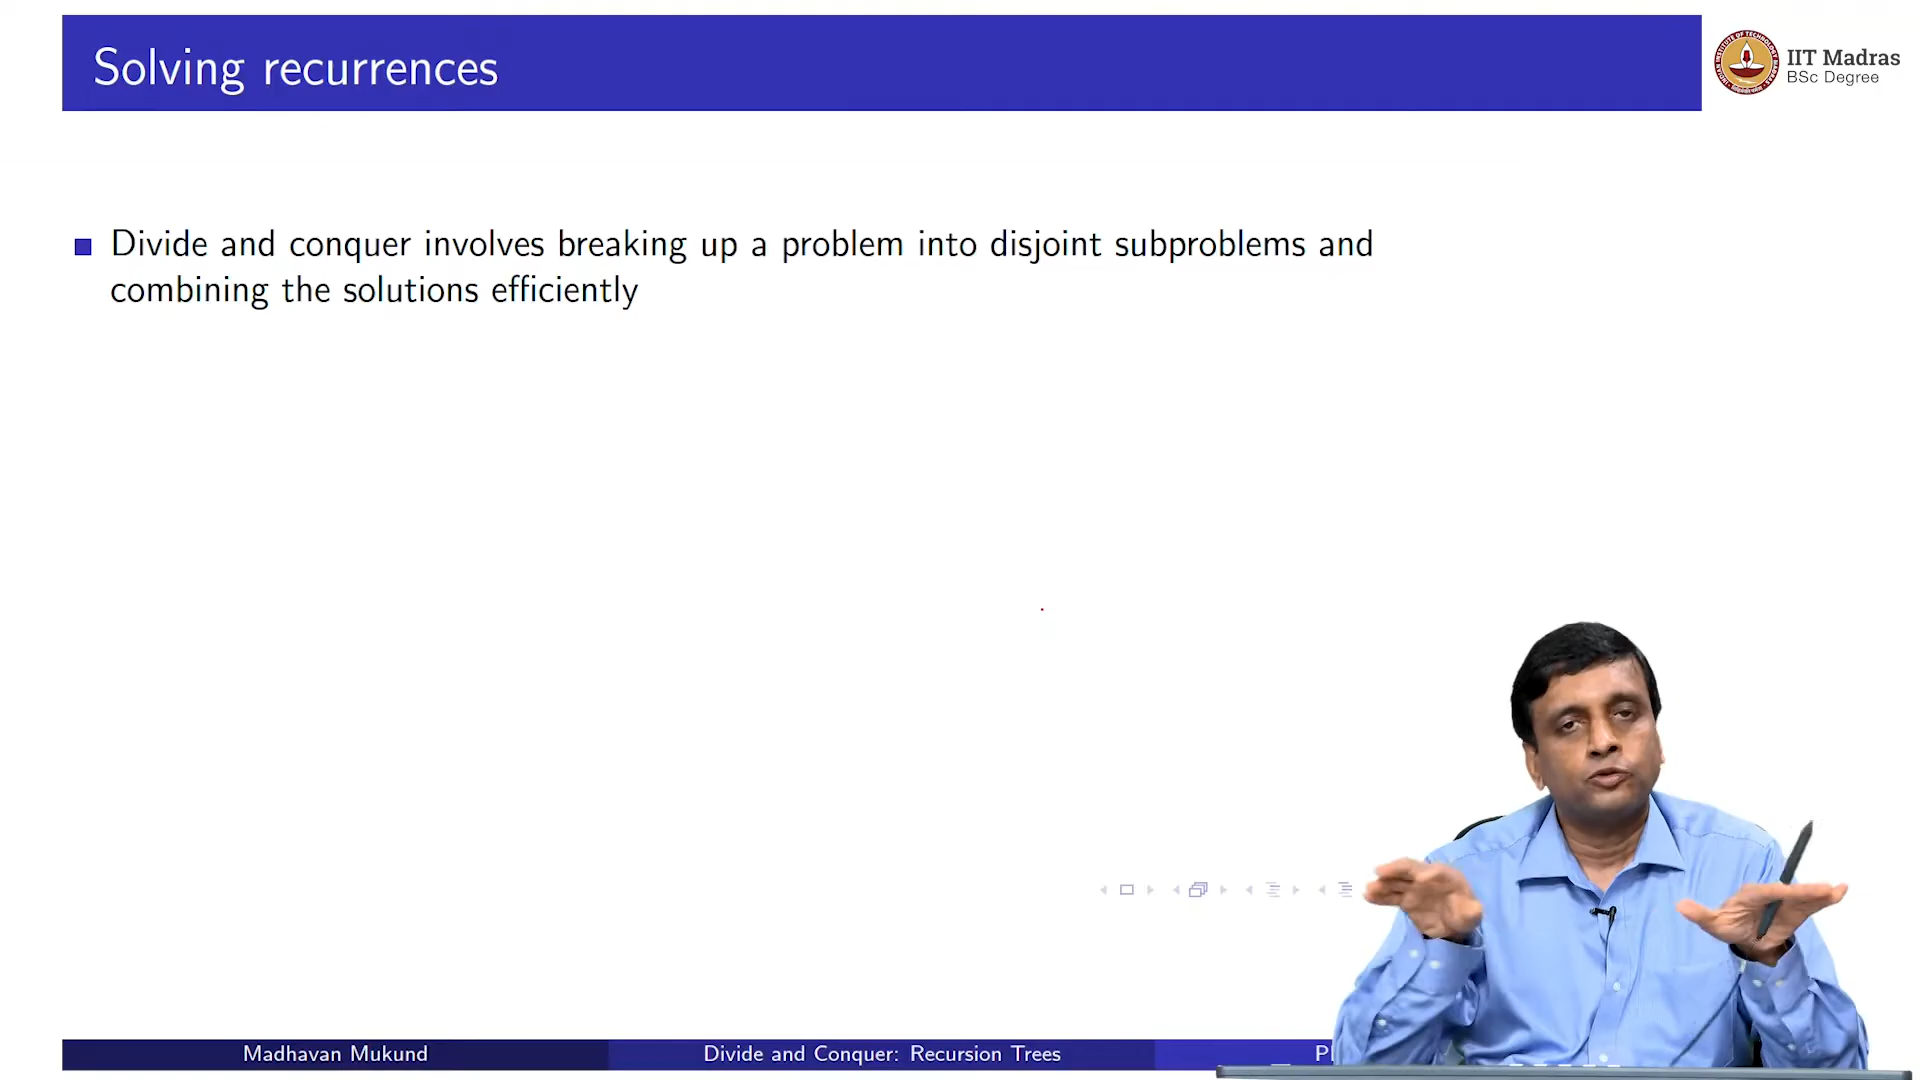 Solving recurrences
IIT Madras
BSc Degree
Divide and conquer involves breaking up a problem into disjoint subproblems and
combining the solutions efficiently
Madhavan Mukund
Divide and Conquer: Recursion Trees